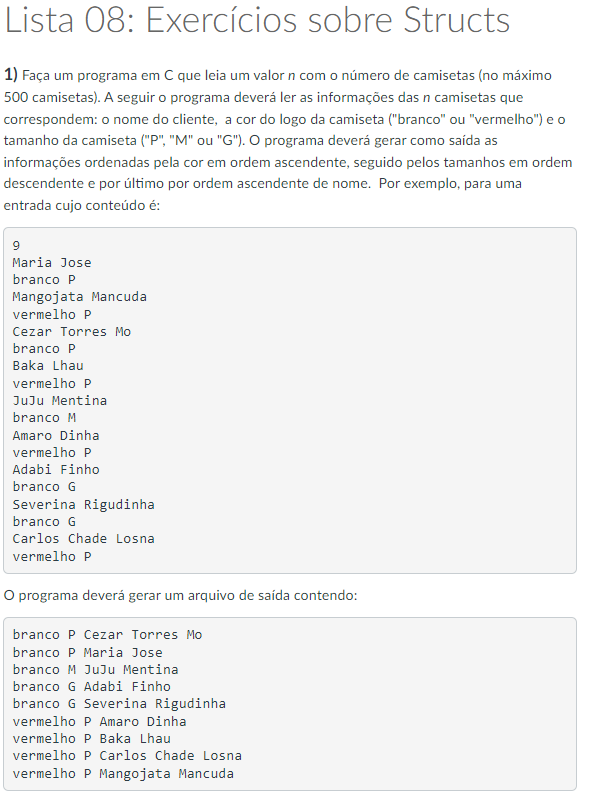 Lista 08: Exercícios sobre Structs
1) Faça um programa em C que leia um valor n com o número de camisetas (no máximo
500 camisetas). A seguir o programa deverá ler as informações das n camisetas que
correspondem: o nome do cliente, a cor do logo da camiseta ("branco" ou "vermelho") e o
tamanho da camiseta ("P", "M" ou "G"). O programa deverá gerar como saída as
informações ordenadas pela cor em ordem ascendente, seguido pelos tamanhos em ordem
descendente e por último por ordem ascendente de nome. Por exemplo, para uma
entrada cujo conteúdo é:
9
Maria Jose
branco P
Mangojata Mancuda
vermelho P
Cezar Torres Mo
branco P
Baka Lhau
vermelho P
JuJu Mentina
branco M
Amaro Dinha
vermelho P
Adabi Finho
branco G
Severina Rigudinha
branco G
Carlos Chade Losna
vermelho P
O programa deverá gerar um arquivo de saída contendo:
branco P Cezar Torres Mo
branco P Maria Jose
branco M JuJu Mentina
branco G Adabi Finho
branco G Severina Rigudinha
vermelho P Amaro Dinha
vermelho P Baka Lhau
vermelho P Carlos Chade Losna
vermelho P Mangojata Mancuda